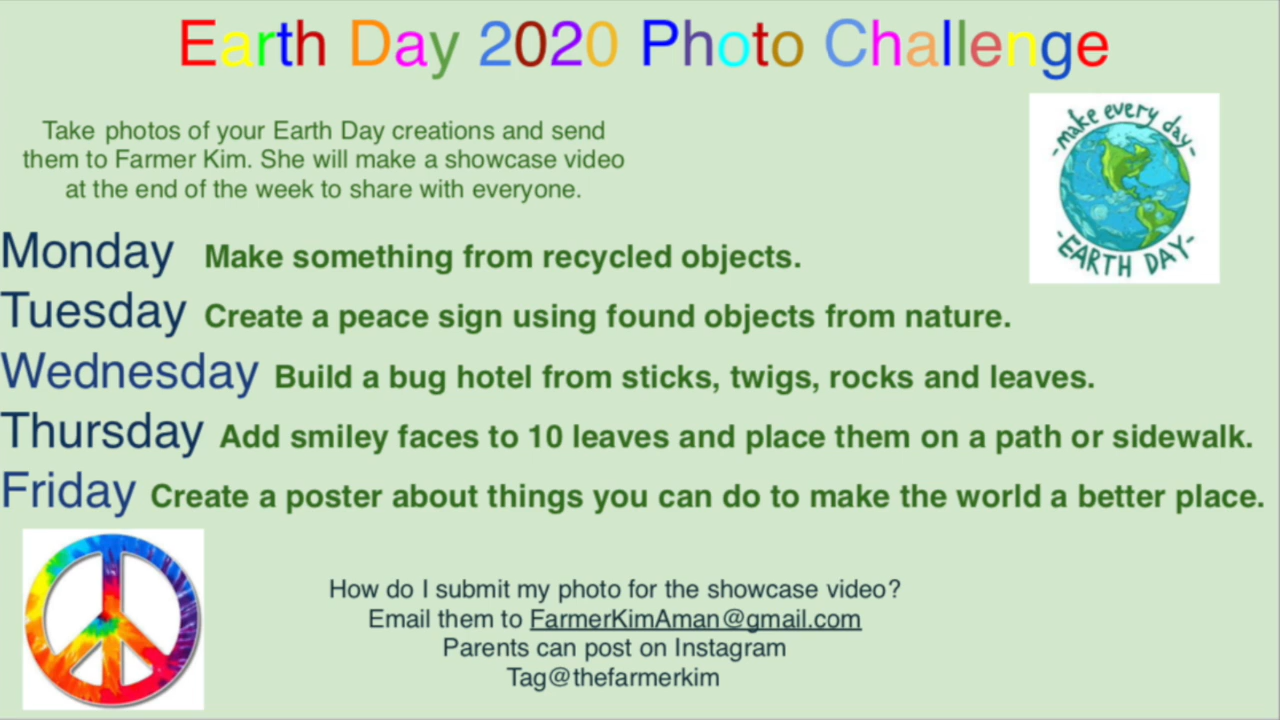 Earth Day 2020 Photo Challenge
Take photos of your Earth Day creations and send
them to Farmer Kim. She will make a showcase video
at the end of the week to share with everyone.
-make every day-
-EARTH DAY-
Monday Make something from recycled objects.
Tuesday Create a peace sign using found objects from nature.
Wednesday Build a bug hotel from sticks, twigs, rocks and leaves.
Thursday Add smiley faces to 10 leaves and place them on a path or sidewalk.
Friday Create a poster about things you can do to make the world a better place.
How do I submit my photo for the showcase video?
Email them to FarmerKimAman@gmail.com
Parents can post on Instagram
Tag@thefarmerkim